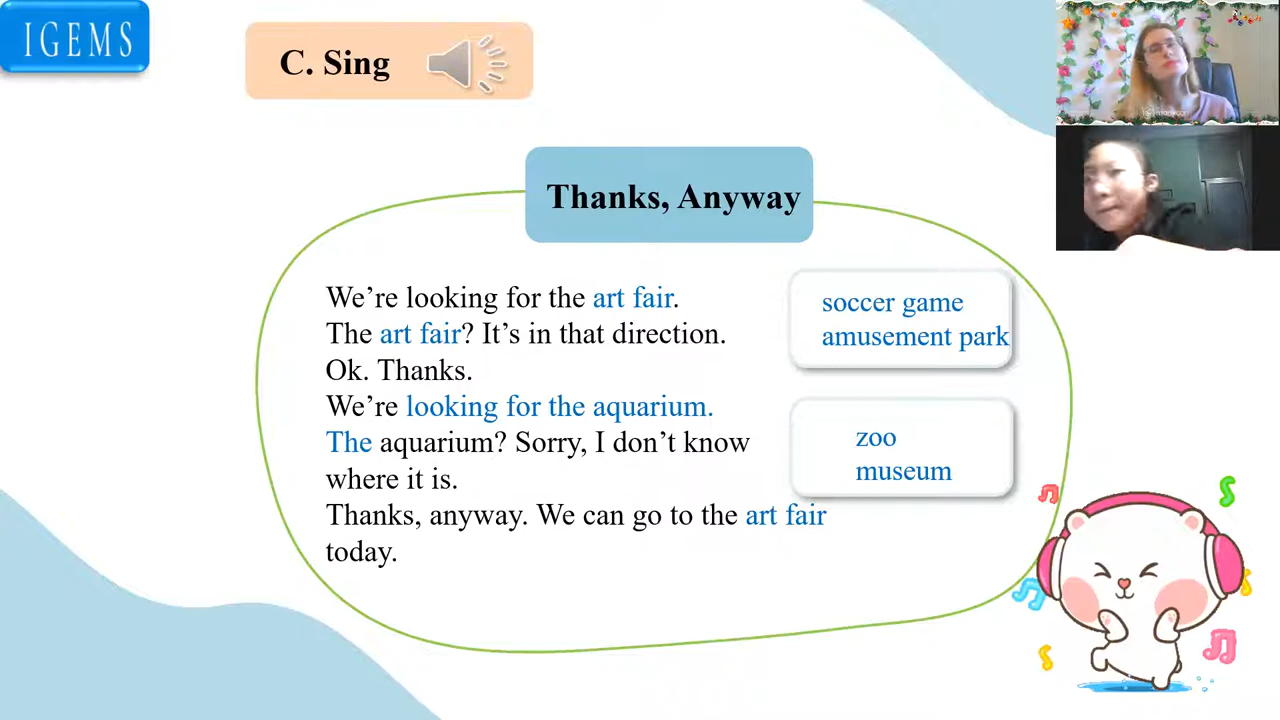 IGEMS
C. Sing
Thanks, Anyway
We're looking for the art fair.
The art fair? It's in that direction.
Ok. Thanks.
We're looking for the aquarium.
The aquarium? Sorry, I don't know
where it is.
Thanks, anyway. We can go to the art fair
today.
soccer game
amusement park
zoo
museum